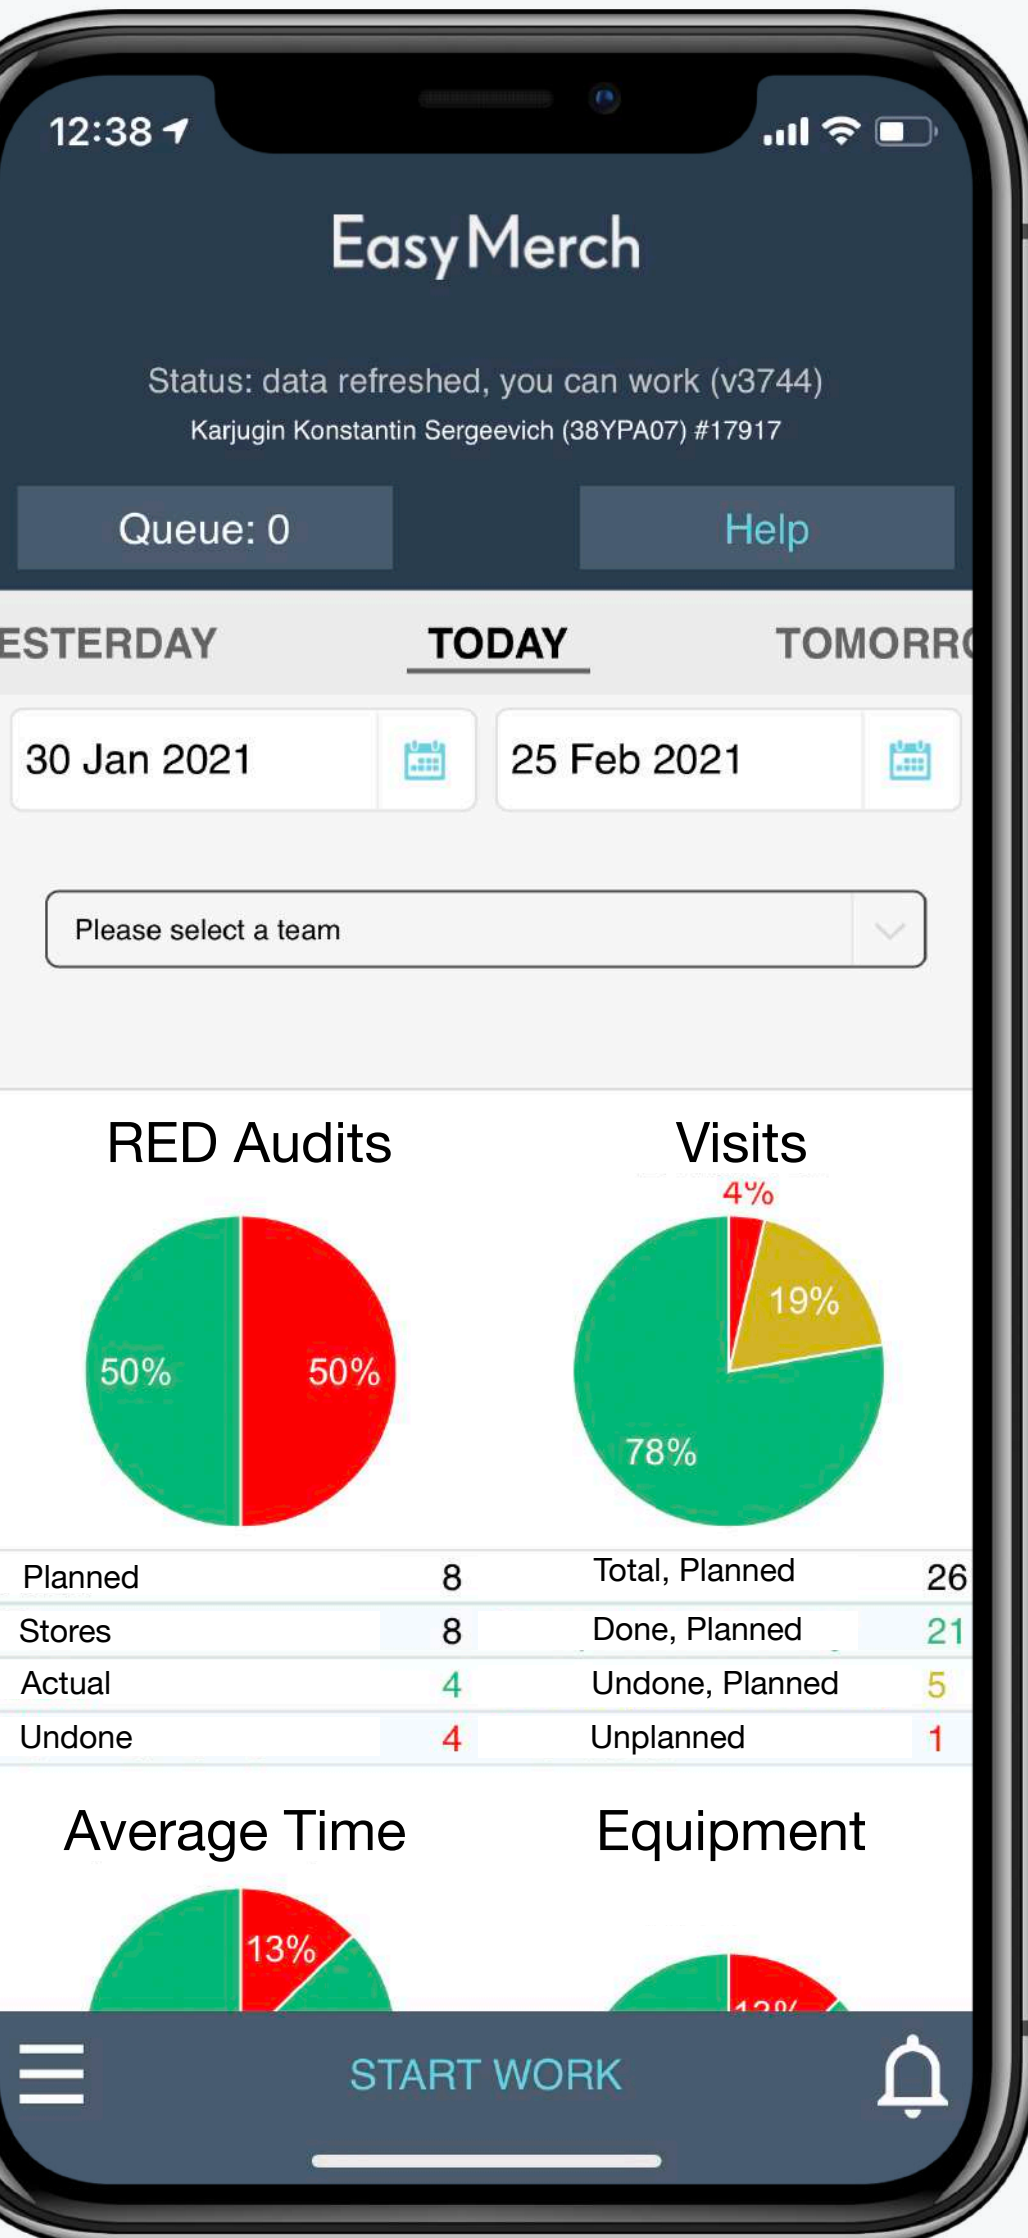 12:38
EasyMerch
Status: data refreshed, you can work (v3744)
Karjugin Konstantin Sergeevich (38YPA07) #17917
Queue: 0
Help
ESTERDAY
TODAY
TOMORRO
30 Jan 2021
25 Feb 2021
Please select a team
RED Audits
50%
50%
Planned 8
Stores 8
Actual 4
Undone 4
Visits
4%
19%
78%
Total, Planned 26
Done, Planned 21
Undone, Planned 5
Unplanned 1
Average Time
13%
Equipment
START WORK